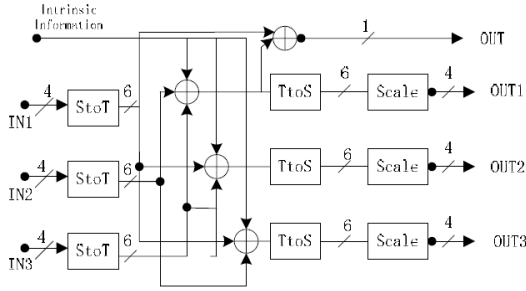 Intrinsic
Information
1
OUT
4
6
6
4
IN1
StoT
TtoS
Scale
OUT1
4
6
6
4
IN2
StoT
TtoS
Scale
OUT2
4
6
6
4
IN3
StoT
TtoS
Scale
OUT3